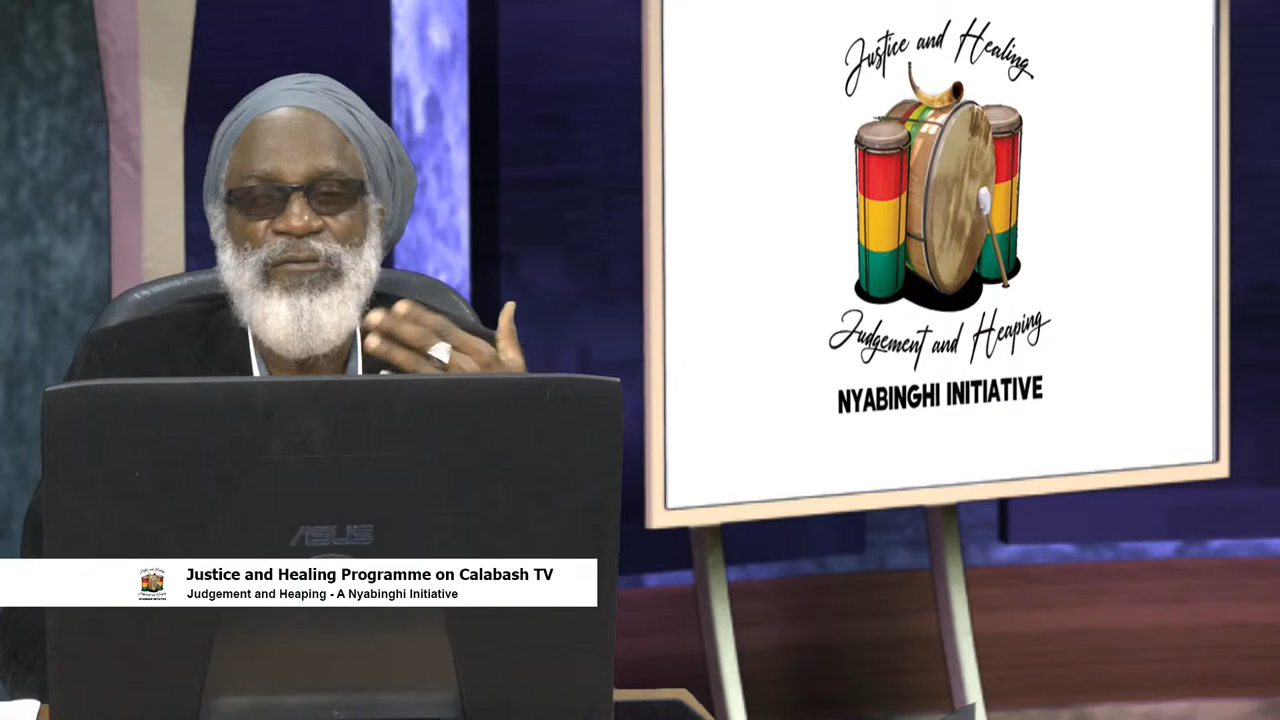 Justice and Healing
Judgement and Heaping
NYABINGHI INITIATIVE
ASUS
Justice and Healing Programme on Calabash TV
Judgement and Heaping - A Nyabinghi Initiative